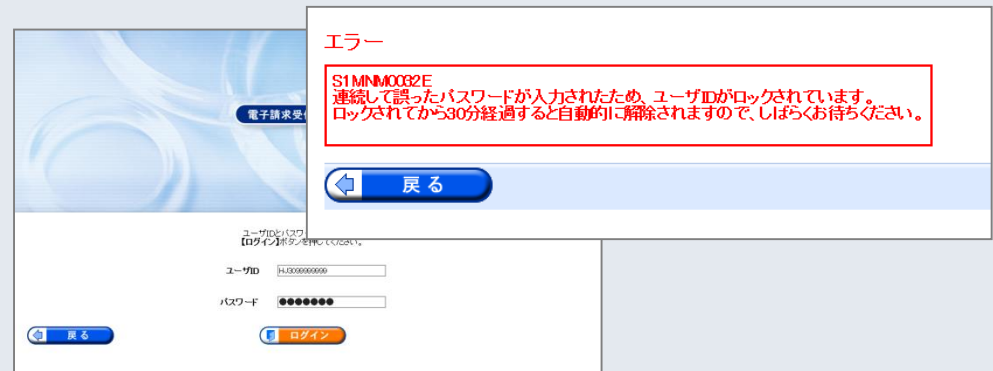 エラー
S1MNM0032E
連続して誤ったパスワードが入力されたため、ユーザIDがロックされています。
ロックされてから30分経過すると自動的に解除されますので、しばらくお待ちください。
戻る
電子請求受
ユーザIDとパスワ
【ログイン】ボタンを押してください。
ユーザID HJ3099999999
パスワード ●●●●●●●
戻る ログイン